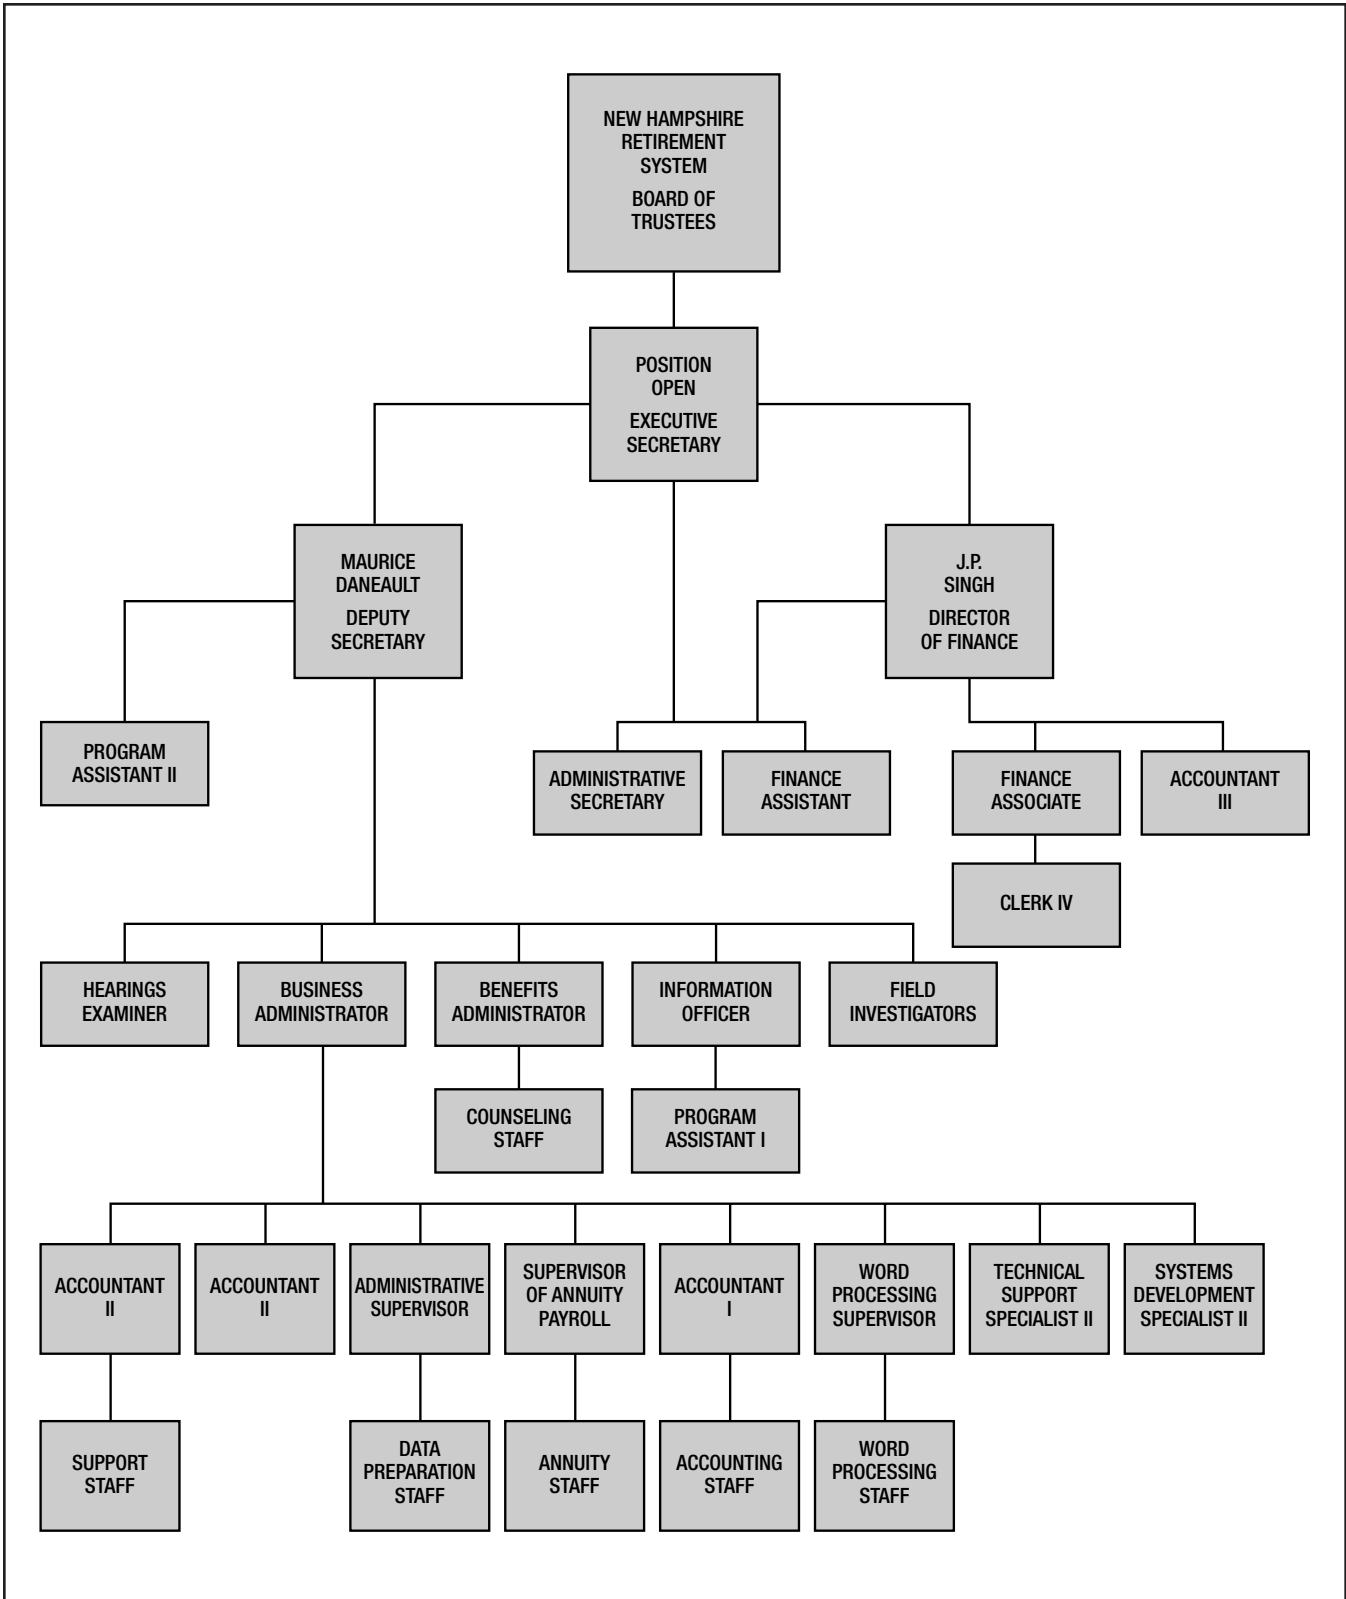 NEW HAMPSHIRE
RETIREMENT
SYSTEM
BOARD OF
TRUSTEES
POSITION
OPEN
EXECUTIVE
SECRETARY
MAURICE
DANEAULT
DEPUTY
SECRETARY
J.P.
SINGH
DIRECTOR
OF FINANCE
PROGRAM
ASSISTANT II
ADMINISTRATIVE
SECRETARY
FINANCE
ASSISTANT
FINANCE
ASSOCIATE
ACCOUNTANT
III
CLERK IV
HEARINGS
EXAMINER
BUSINESS
ADMINISTRATOR
BENEFITS
ADMINISTRATOR
INFORMATION
OFFICER
FIELD
INVESTIGATORS
COUNSELING
STAFF
PROGRAM
ASSISTANT I
ACCOUNTANT
II
ACCOUNTANT
II
ADMINISTRATIVE
SUPERVISOR
SUPERVISOR
OF ANNUITY
PAYROLL
ACCOUNTANT
I
WORD
PROCESSING
SUPERVISOR
TECHNICAL
SUPPORT
SPECIALIST II
SYSTEMS
DEVELOPMENT
SPECIALIST II
SUPPORT
STAFF
DATA
PREPARATION
STAFF
ANNUITY
STAFF
ACCOUNTING
STAFF
WORD
PROCESSING
STAFF